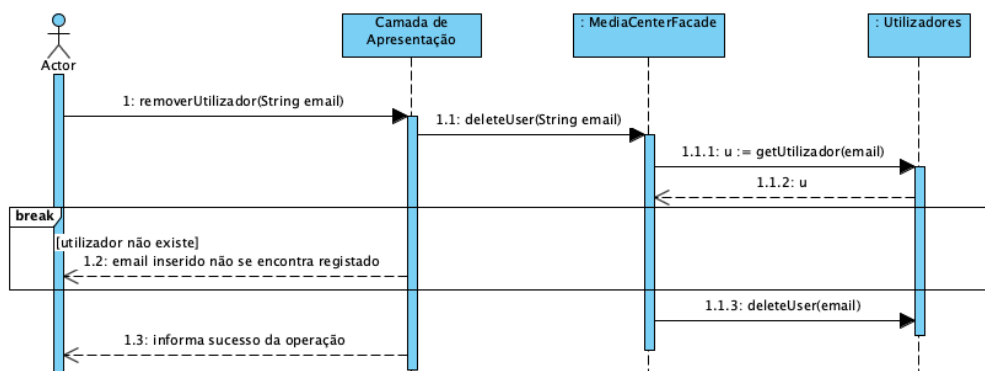 Camada de
Apresentação
: MediaCenterFacade
: Utilizadores
Actor
1: removerUtilizador(String email)
1.1: deleteUser(String email)
1.1.1: u := getUtilizador(email)
1.1.2: u
break
[utilizador não existe]
1.2: email inserido não se encontra registado
1.1.3: deleteUser(email)
1.3: informa sucesso da operação